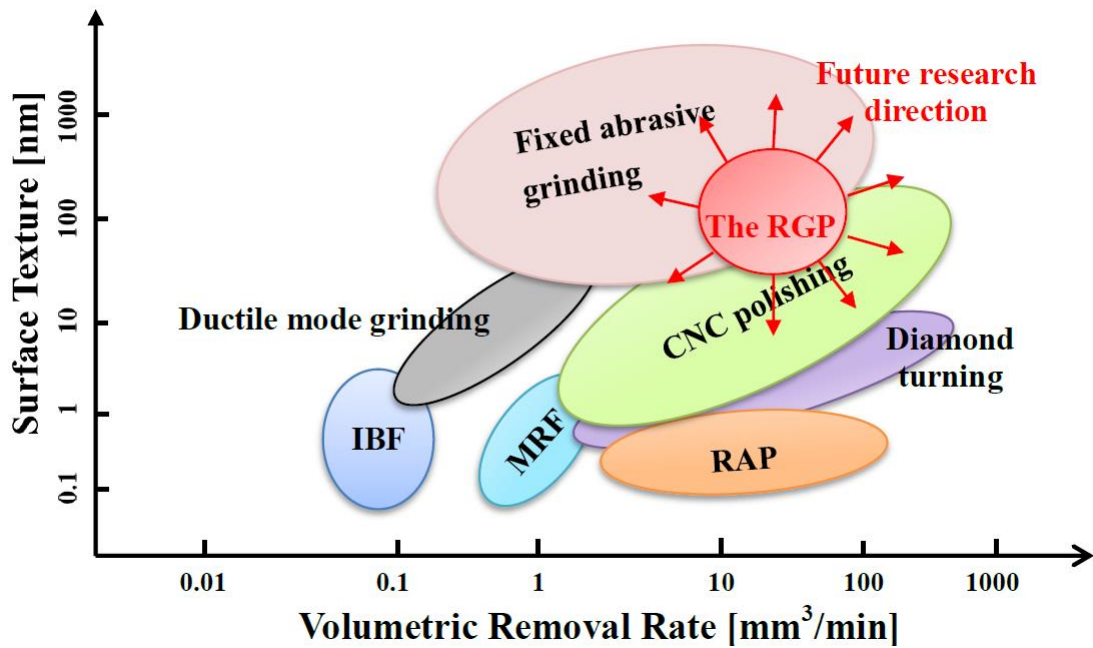 Surface Texture [nm]
1000
100
10
1
0.1
Future research
direction
Fixed abrasive
grinding
The RGP
Ductile mode grinding
CNC polishing
Diamond
turning
IBF
MRF
RAP
0.01
0.1
1
10
100
1000
Volumetric Removal Rate [mm³/min]